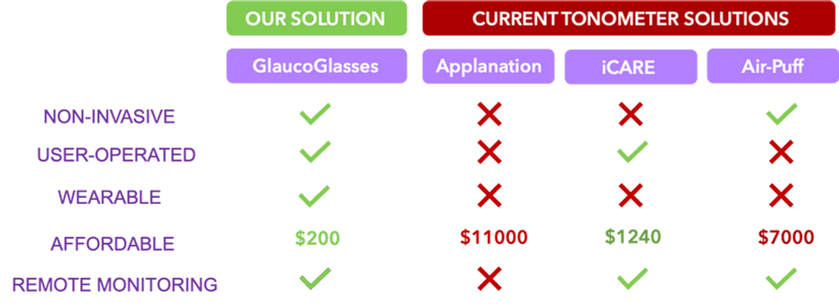 OUR SOLUTION CURRENT TONOMETER SOLUTIONS
GlaucoGlasses Applanation iCARE Air-Puff
NON-INVASIVE
USER-OPERATED
WEARABLE
AFFORDABLE $200 $11000 $1240 $7000
REMOTE MONITORING